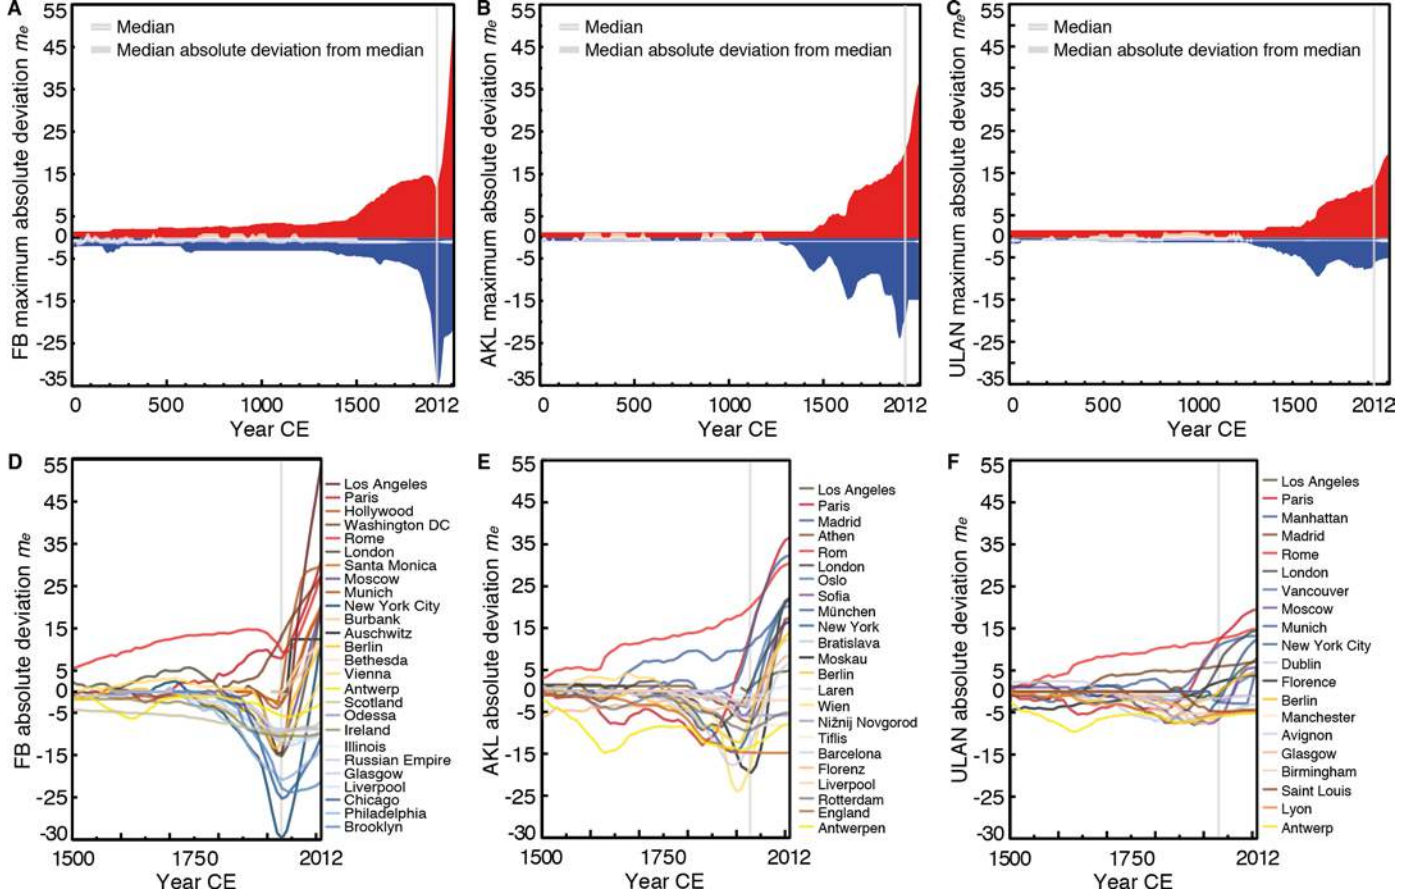 A
FB maximum absolute deviation me
55
45
35
25
15
5
0
-5
-15
-25
-35
Median
Median absolute deviation from median
0
500
1000
1500
2012
Year CE
B
AKL maximum absolute deviation me
55
45
35
25
15
5
0
-5
-15
-25
-35
Median
Median absolute deviation from median
0
500
1000
1500
2012
Year CE
C
ULAN maximum absolute deviation me
55
45
35
25
15
5
0
-5
-15
-25
-35
Median
Median absolute deviation from median
0
500
1000
1500
2012
Year CE
D
FB absolute deviation me
55
45
35
25
15
5
0
-5
-15
-25
-30
1500
1750
2012
Year CE
Los Angeles
Paris
Hollywood
Washington DC
Rome
London
Santa Monica
Moscow
Munich
New York City
Burbank
Auschwitz
Berlin
Bethesda
Vienna
Antwerp
Scotland
Odessa
Ireland
Illinois
Russian Empire
Glasgow
Liverpool
Chicago
Philadelphia
Brooklyn
E
AKL absolute deviation me
55
45
35
25
15
5
0
-5
-15
-25
-30
1500
1750
2012
Year CE
Los Angeles
Paris
Madrid
Athen
Rom
London
Oslo
Sofia
München
New York
Bratislava
Moskau
Berlin
Laren
Wien
Nižnij Novgorod
Tiflis
Barcelona
Florenz
Liverpool
Rotterdam
England
Antwerpen
F
ULAN absolute deviation me
55
45
35
25
15
5
0
-5
-15
-25
-30
1500
1750
2012
Year CE
Los Angeles
Paris
Manhattan
Madrid
Rome
London
Vancouver
Moscow
Munich
New York City
Dublin
Florence
Berlin
Manchester
Avignon
Glasgow
Birmingham
Saint Louis
Lyon
Antwerp